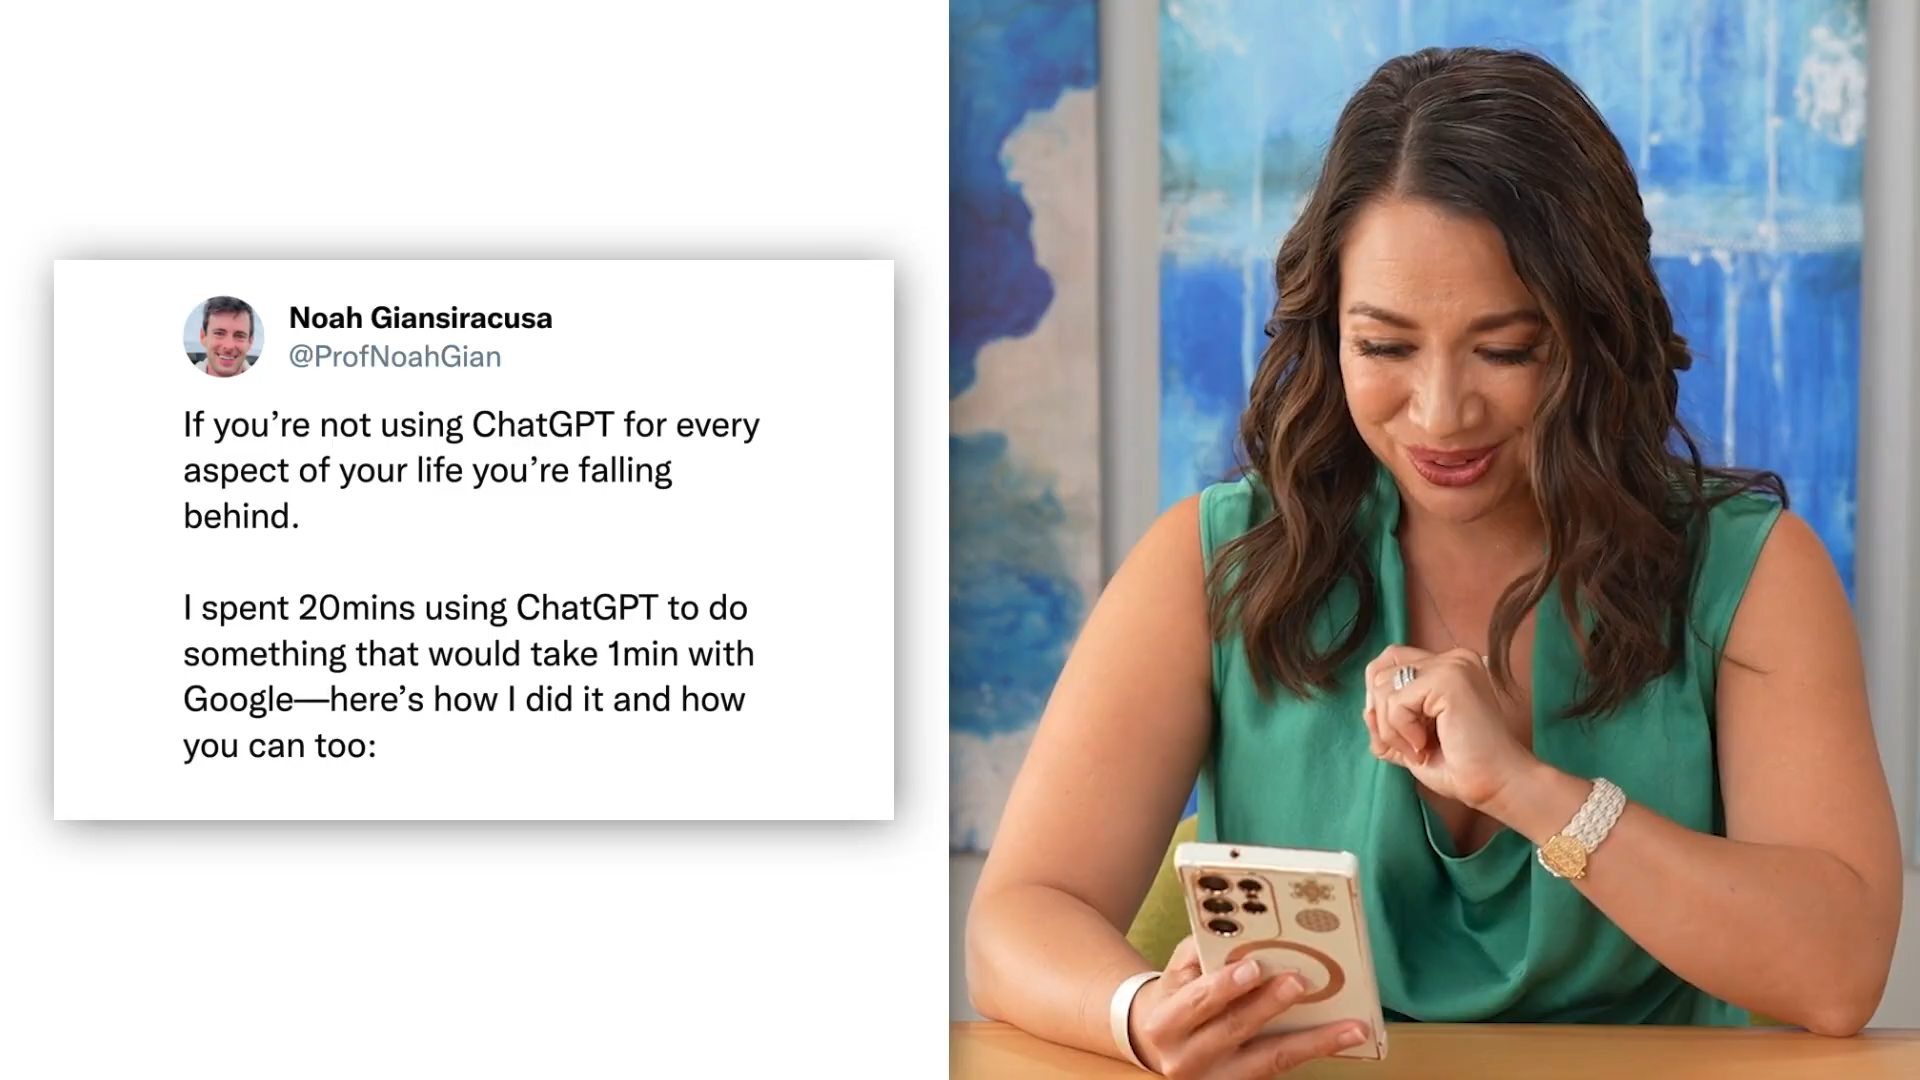 Noah Giansiracusa
@ProfNoahGian
If you’re not using ChatGPT for every
aspect of your life you’re falling
behind.
I spent 20mins using ChatGPT to do
something that would take 1min with
Google—here’s how I did it and how
you can too: